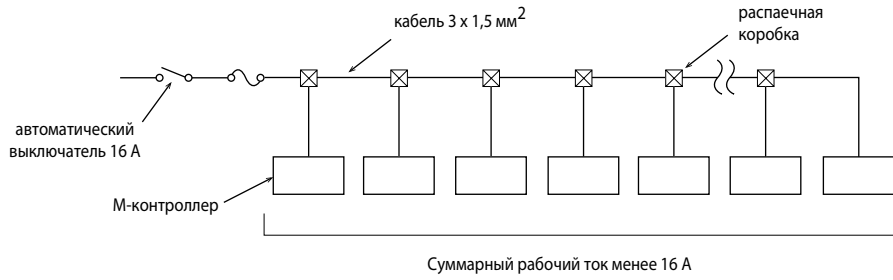 кабель 3 x 1,5 мм²
распаечная
коробка
автоматический
выключатель 16 А
М-контроллер
Суммарный рабочий ток менее 16 А